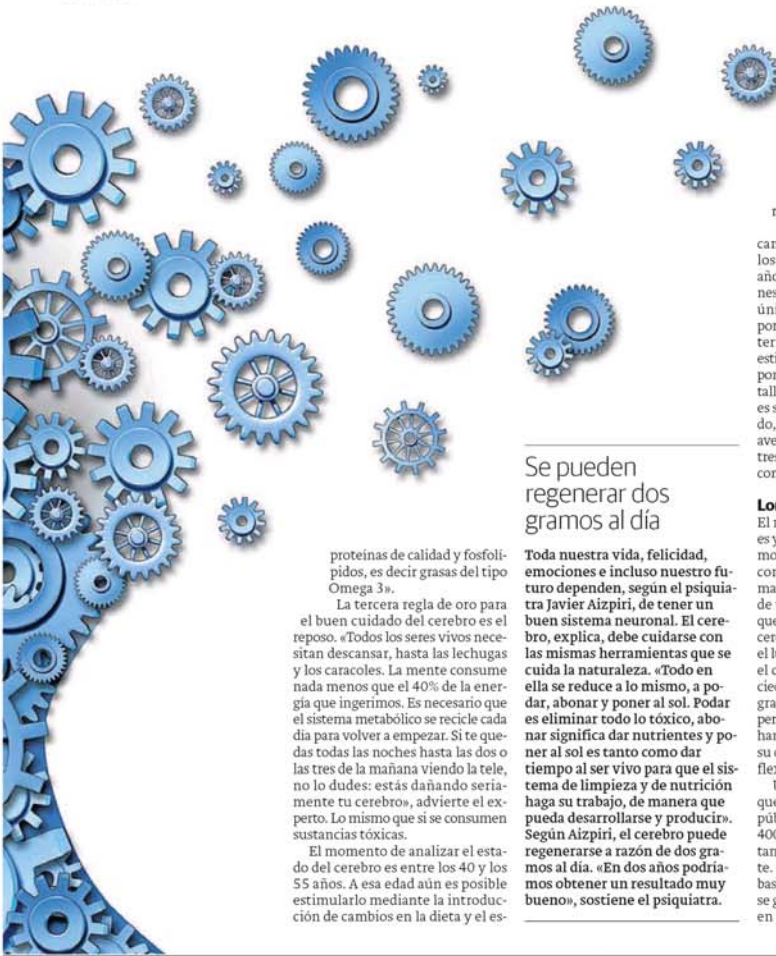 proteínas de calidad y fosfolí-
pidos, es decir grasas del tipo
Omega 3».
La tercera regla de oro para
el buen cuidado del cerebro es el
reposo. «Todos los seres vivos nece-
sitan descansar, hasta las lechugas
y los caracoles. La mente consume
nada menos que el 40% de la ener-
gía que ingerimos. Es necesario que
el sistema metabólico se recicle cada
día para volver a empezar. Si te que-
das todas las noches hasta las dos o
las tres de la mañana viendo la tele,
no lo dudes: estás dañando seria-
mente tu cerebro», advierte el ex-
perto. Lo mismo que si se consumen
sustancias tóxicas.
El momento de analizar el esta-
do del cerebro es entre los 40 y los
55 años. A esa edad aún es posible
estimularlo mediante la introduc-
ción de cambios en la dieta y el es-
Se pueden
regenerar dos
gramos al día
Toda nuestra vida, felicidad,
emociones e incluso nuestro fu-
turo dependen, según el psiquia-
tra Javier Aizpiri, de tener un
buen sistema neuronal. El cere-
bro, explica, debe cuidarse con
las mismas herramientas que se
cuida la naturaleza. «Todo en
ella se reduce a lo mismo, a po-
dar, abonar y poner al sol. Podar
es eliminar todo lo tóxico, abo-
nar significa dar nutrientes y po-
ner al sol es tanto como dar
tiempo al ser vivo para que el sis-
tema de limpieza y de nutrición
haga su trabajo, de manera que
pueda desarrollarse y producir».
Según Aizpiri, el cerebro puede
regenerarse a razón de dos gra-
mos al día. «En dos años podría-
mos obtener un resultado muy
bueno», sostiene el psiquiatra.